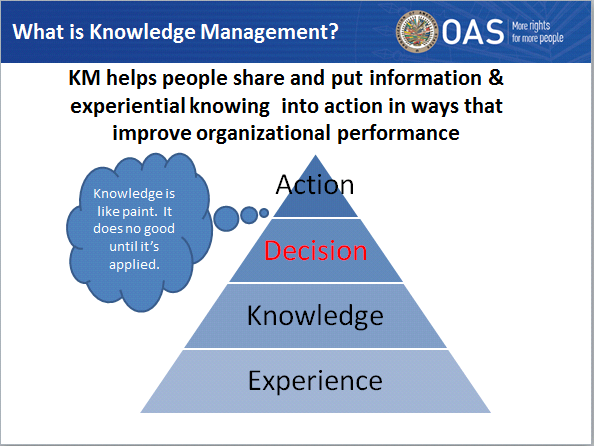 What is Knowledge Management?
OAS
More rights
for more people
KM helps people share and put information &
experiential knowing into action in ways that
improve organizational performance
Knowledge is
like paint. It
does no good
until it's
applied.
Action
Decision
Knowledge
Experience